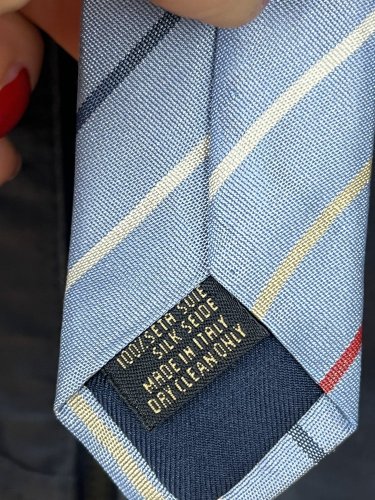 100% SETA SOIE
SILK SEIDE
MADE IN ITALY
DRY CLEAN ONLY